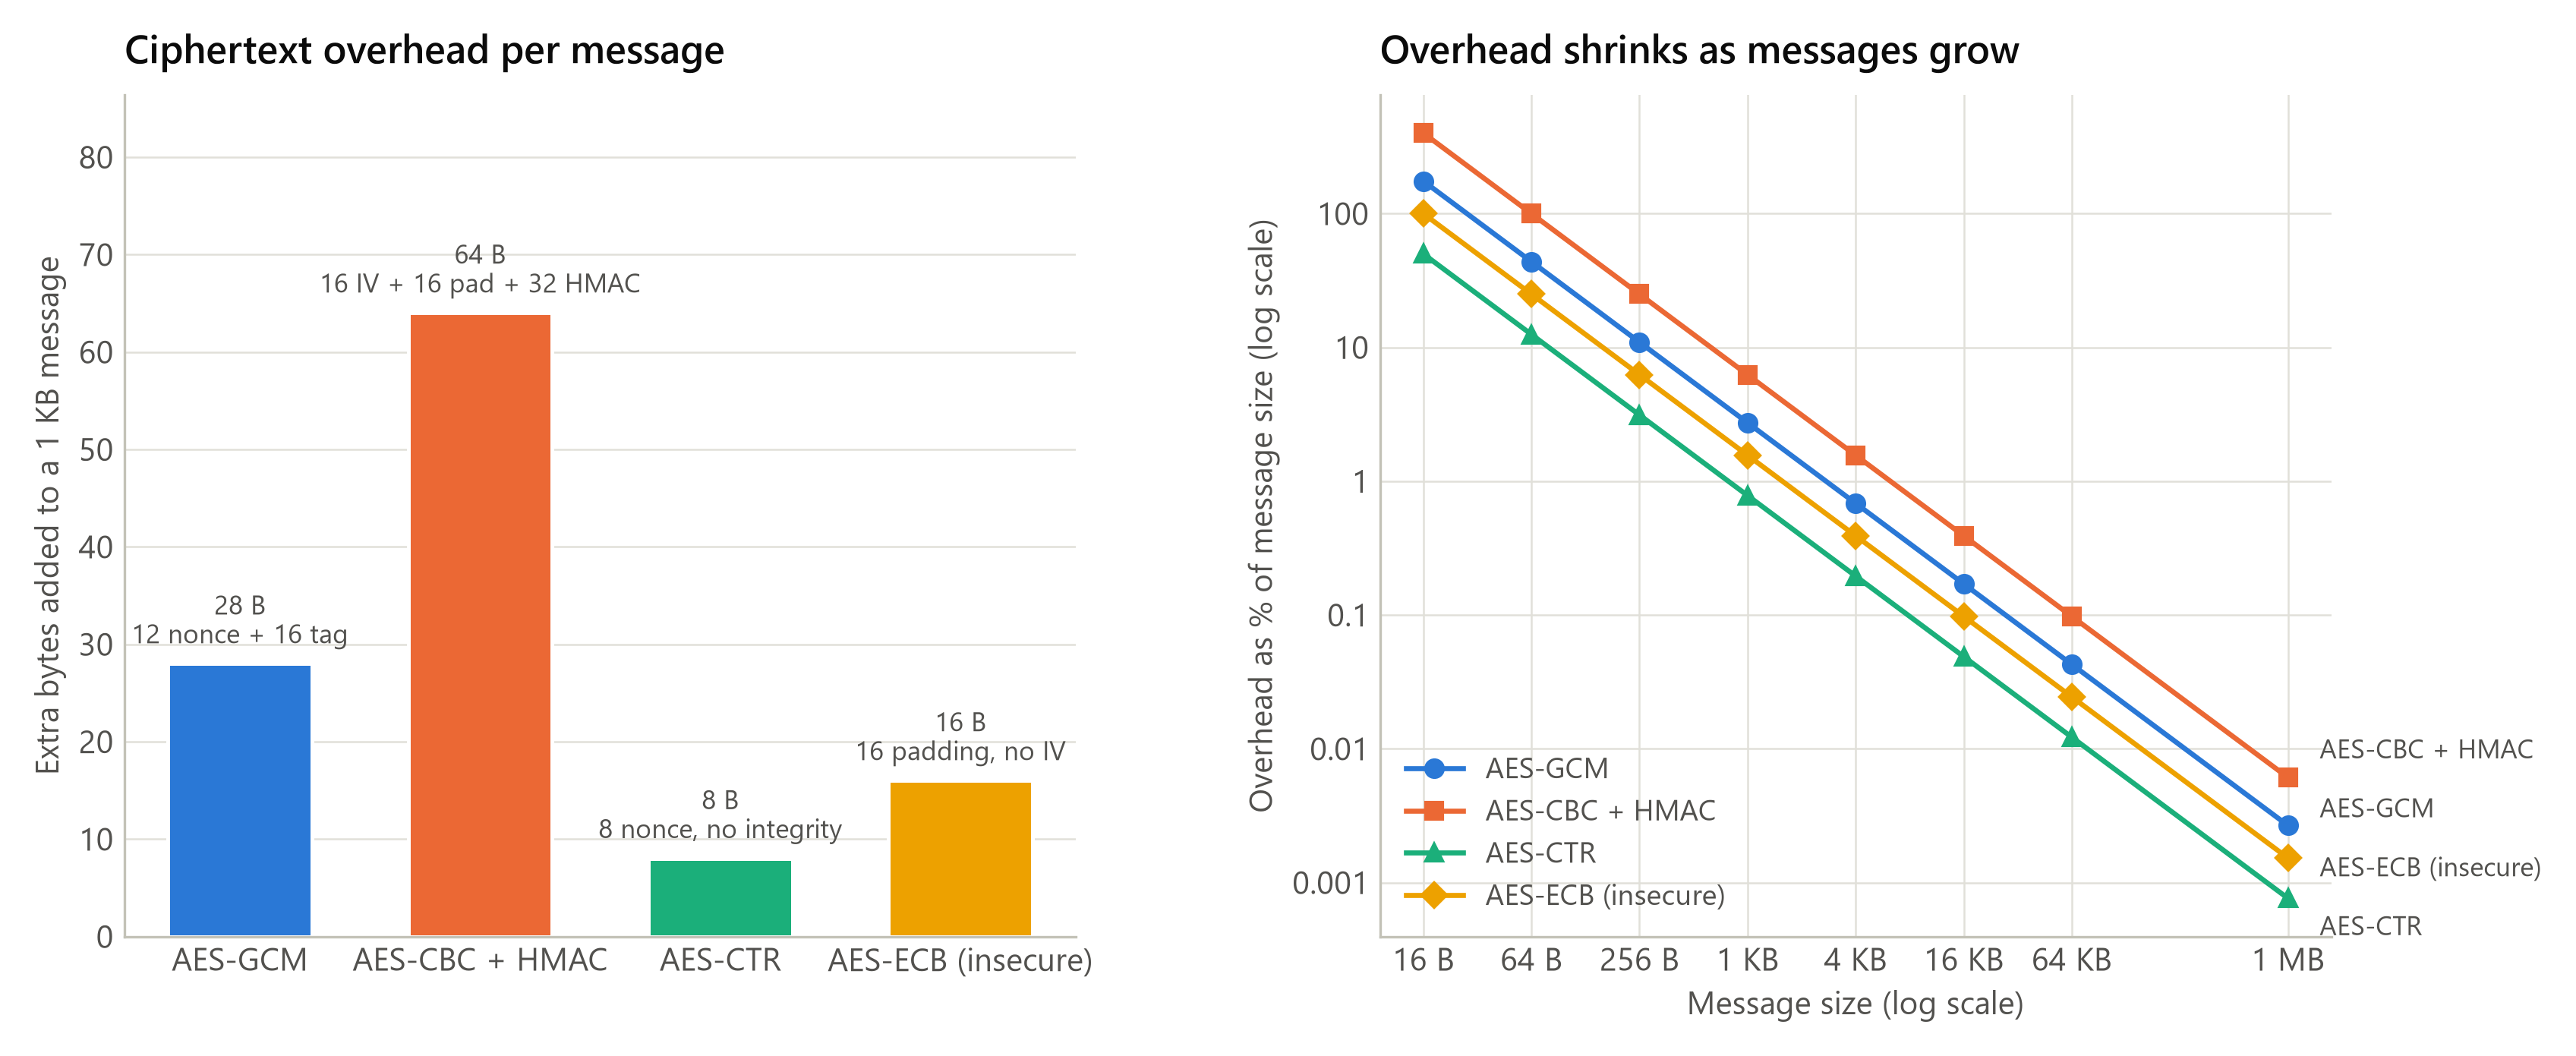 Ciphertext overhead per message
Extra bytes added to a 1 KB message
80
70
60
50
40
30
20
10
0
28 B
12 nonce + 16 tag
64 B
16 IV + 16 pad + 32 HMAC
8 B
8 nonce, no integrity
16 B
16 padding, no IV
AES-GCM
AES-CBC + HMAC
AES-CTR
AES-ECB (insecure)
Overhead shrinks as messages grow
Overhead as % of message size (log scale)
100
10
1
0.1
0.01
0.001
AES-GCM
AES-CBC + HMAC
AES-CTR
AES-ECB (insecure)
AES-CBC + HMAC
AES-GCM
AES-ECB (insecure)
AES-CTR
16 B
64 B
256 B
1 KB
4 KB
16 KB
64 KB
1 MB
Message size (log scale)